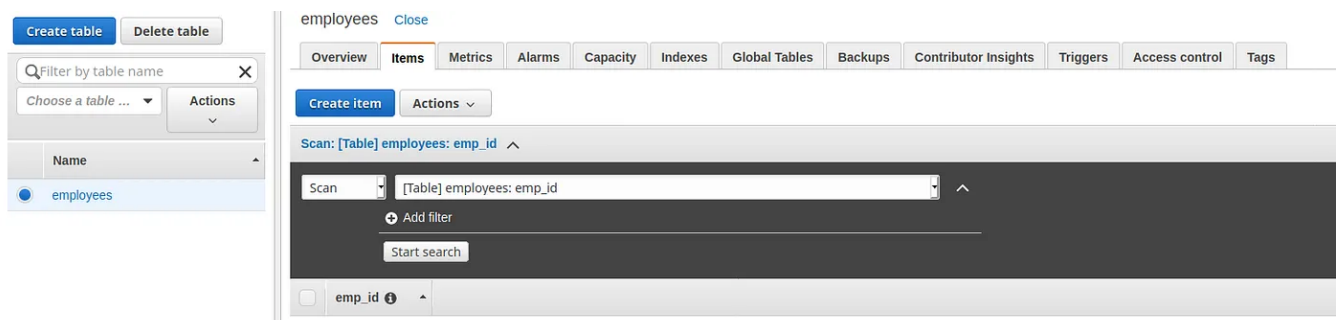 Create table Delete table
Filter by table name
Choose a table ... Actions
Name
employees
employees Close
Overview Items Metrics Alarms Capacity Indexes Global Tables Backups Contributor Insights Triggers Access control Tags
Create item Actions
Scan: [Table] employees: emp_id
Scan [Table] employees: emp_id
Add filter
Start search
emp_id